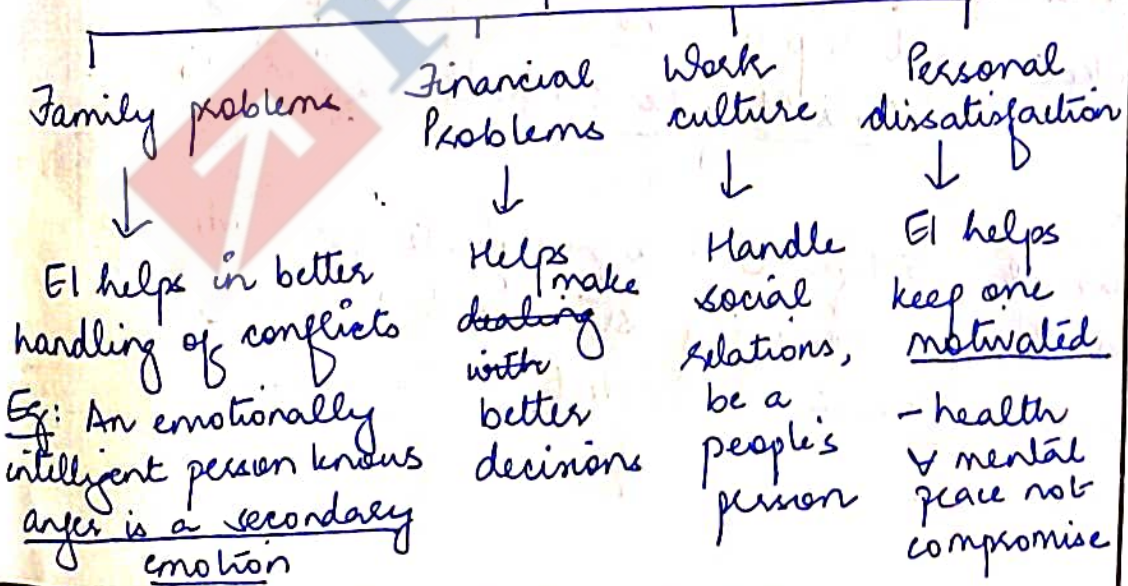 Family problems.
↓
EI helps in better
handling of conflicts
Eg: An emotionally
intelligent person knows
anger is a secondary
emotion
Financial
Problems
↓
Helps make
dealing
with
better
decisions
Work
culture
↓
Handle
social
relations,
be a
people's
person
Personal
dissatisfaction
↓
EI helps
keep one
motivated
- health
& mental
peace not
compromise